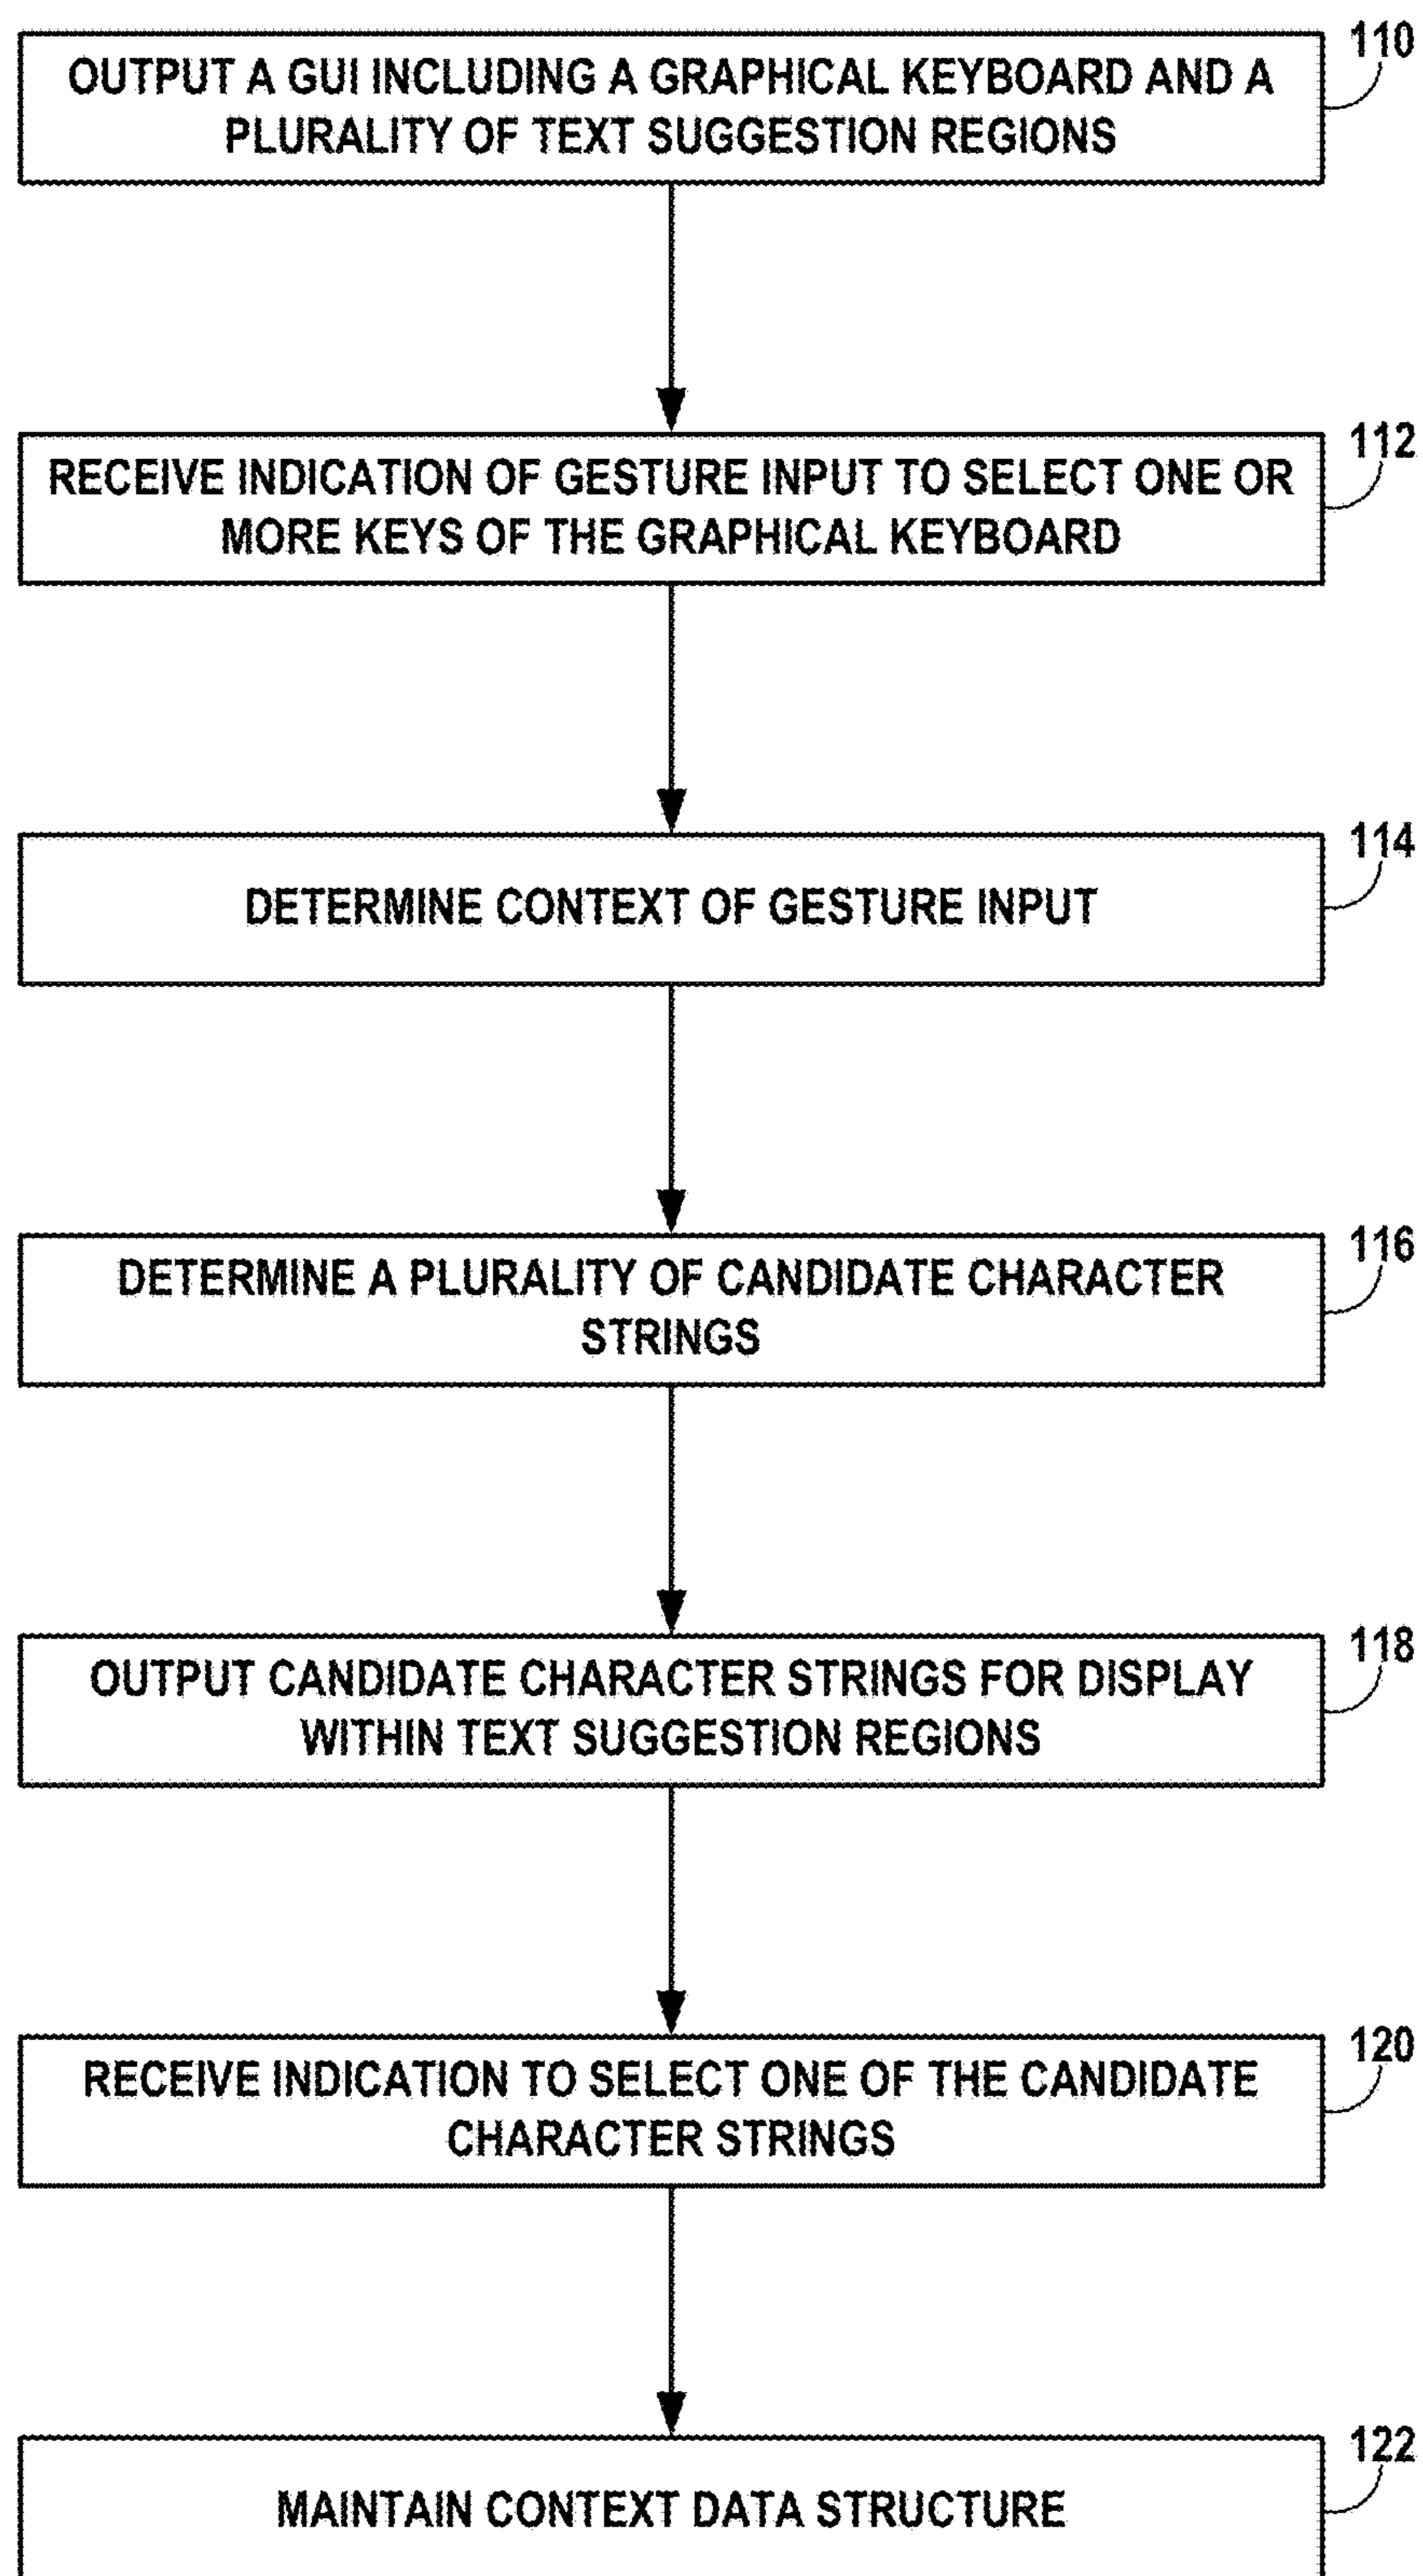 110
OUTPUT A GUI INCLUDING A GRAPHICAL KEYBOARD AND A
PLURALITY OF TEXT SUGGESTION REGIONS
112
RECEIVE INDICATION OF GESTURE INPUT TO SELECT ONE OR
MORE KEYS OF THE GRAPHICAL KEYBOARD
114
DETERMINE CONTEXT OF GESTURE INPUT
116
DETERMINE A PLURALITY OF CANDIDATE CHARACTER
STRINGS
118
OUTPUT CANDIDATE CHARACTER STRINGS FOR DISPLAY
WITHIN TEXT SUGGESTION REGIONS
120
RECEIVE INDICATION TO SELECT ONE OF THE CANDIDATE
CHARACTER STRINGS
122
MAINTAIN CONTEXT DATA STRUCTURE